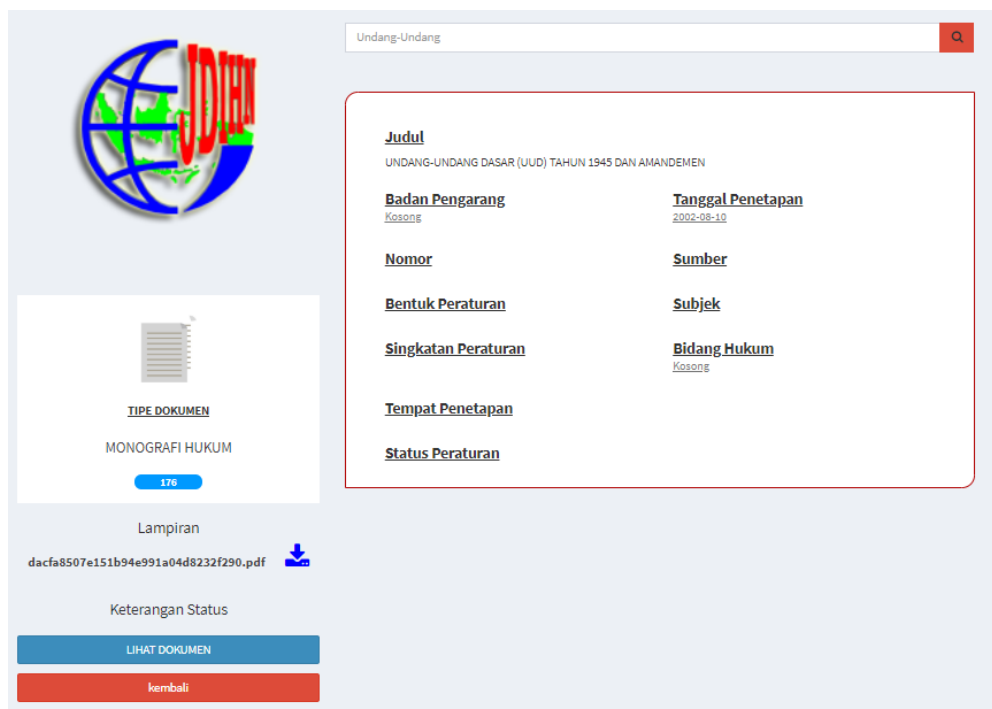 JDIHN
Undang-Undang
Judul
UNDANG-UNDANG DASAR (UUD) TAHUN 1945 DAN AMANDEMEN
Badan Pengarang
Kosong
Tanggal Penetapan
2002-08-10
Nomor
Sumber
Bentuk Peraturan
Subjek
Singkatan Peraturan
Bidang Hukum
Kosong
Tempat Penetapan
Status Peraturan
TIPE DOKUMEN
MONOGRAFI HUKUM
176
Lampiran
dacfa8507e151b94e991a04d8232f290.pdf
Keterangan Status
LIHAT DOKUMEN
kembali